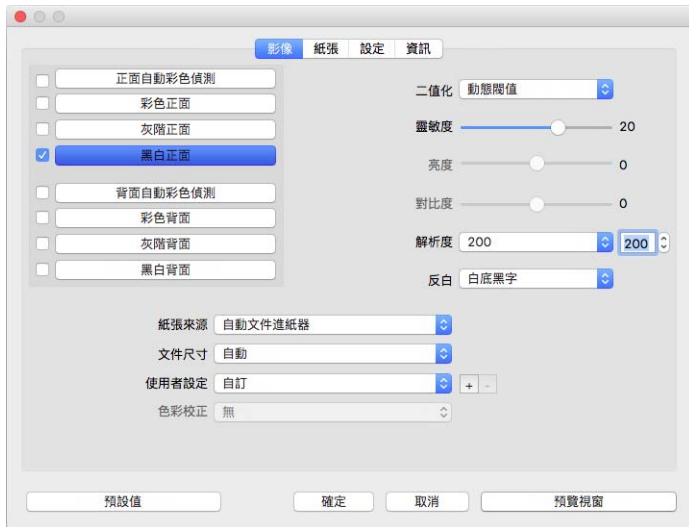 影像 紙張 設定 資訊
正面自動彩色偵測
彩色正面
灰階正面
黑白正面
背面自動彩色偵測
彩色背面
灰階背面
黑白背面
二值化 動態閥值
靈敏度 20
亮度 0
對比度 0
解析度 200 200
反白 白底黑字
紙張來源 自動文件進紙器
文件尺寸 自動
使用者設定 自訂 + -
色彩校正 無
預設值 確定 取消 預覽視窗